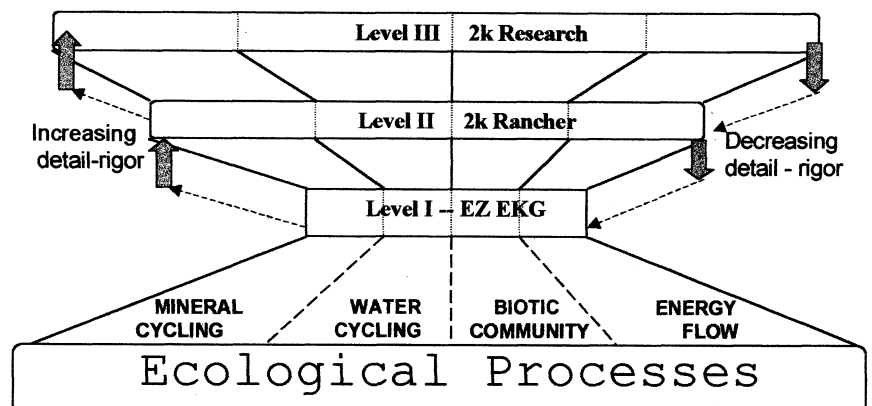 Level III 2k Research
Level II 2k Rancher
Increasing
detail-rigor
Decreasing
detail - rigor
Level I -- EZ EKG
MINERAL
CYCLING
WATER
CYCLING
BIOTIC
COMMUNITY
ENERGY
FLOW
Ecological Processes